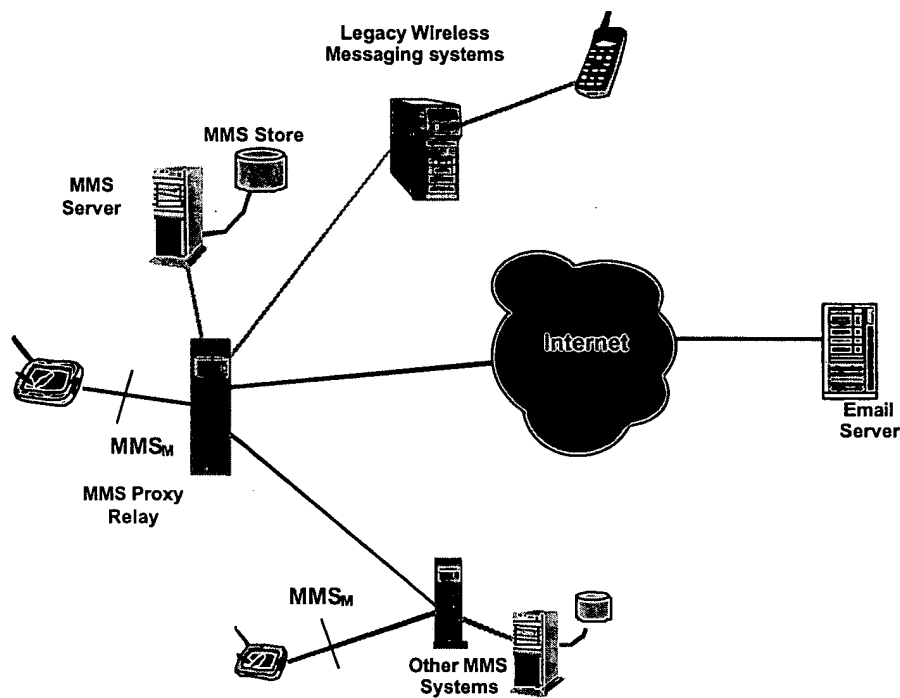 Legacy Wireless
Messaging systems
MMS Store
MMS
Server
Internet
Email
Server
MMSM
MMS Proxy
Relay
MMSM
Other MMS
Systems